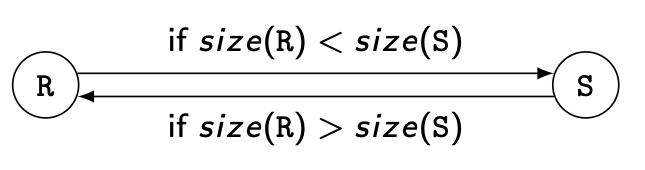 if size(R) < size(S)
R
S
if size(R) > size(S)